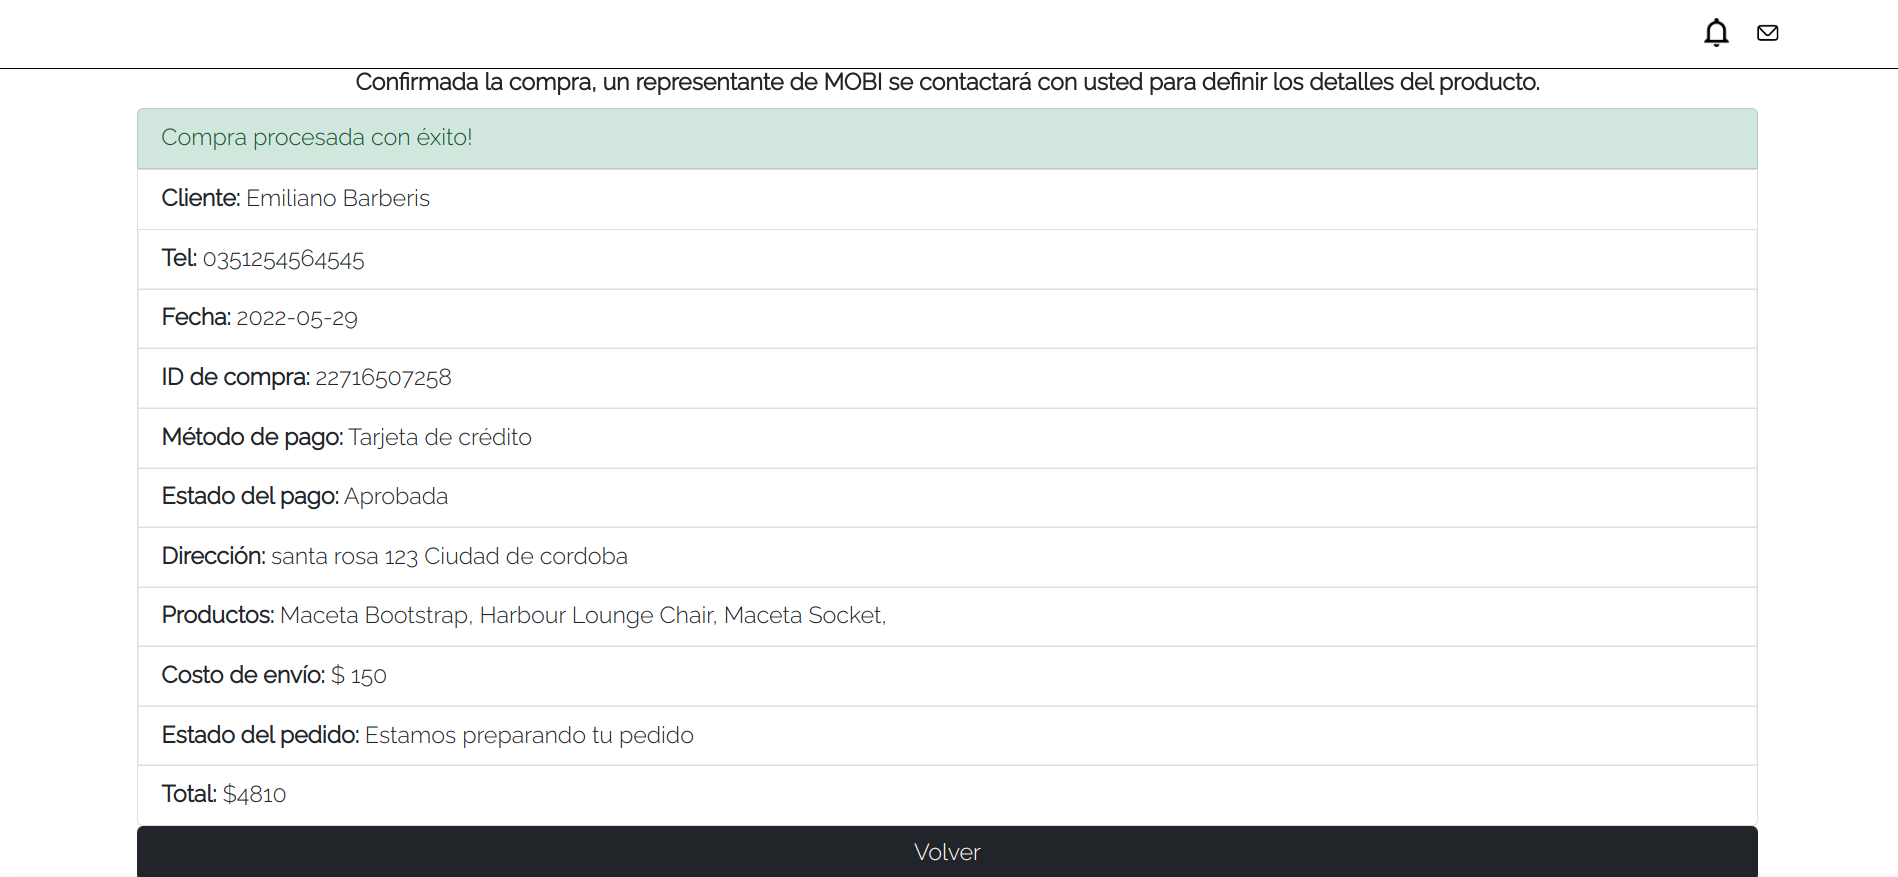 Confirmada la compra, un representante de MOBI se contactará con usted para definir los detalles del producto.
Compra procesada con éxito!
Cliente: Emiliano Barberis
Tel: 0351254564545
Fecha: 2022-05-29
ID de compra: 22716507258
Método de pago: Tarjeta de crédito
Estado del pago: Aprobada
Dirección: santa rosa 123 Ciudad de cordoba
Productos: Maceta Bootstrap, Harbour Lounge Chair, Maceta Socket,
Costo de envío: $ 150
Estado del pedido: Estamos preparando tu pedido
Total: $4810
Volver